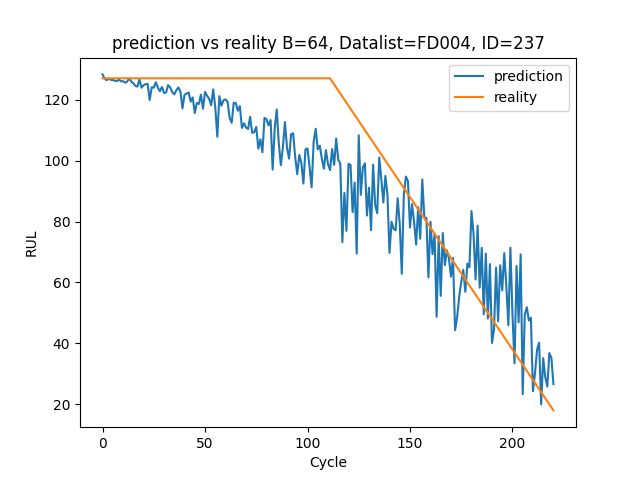 prediction vs reality B=64, Datalist=FD004, ID=237
prediction
reality
RUL
120
100
80
60
40
20
0
50
100
150
200
Cycle